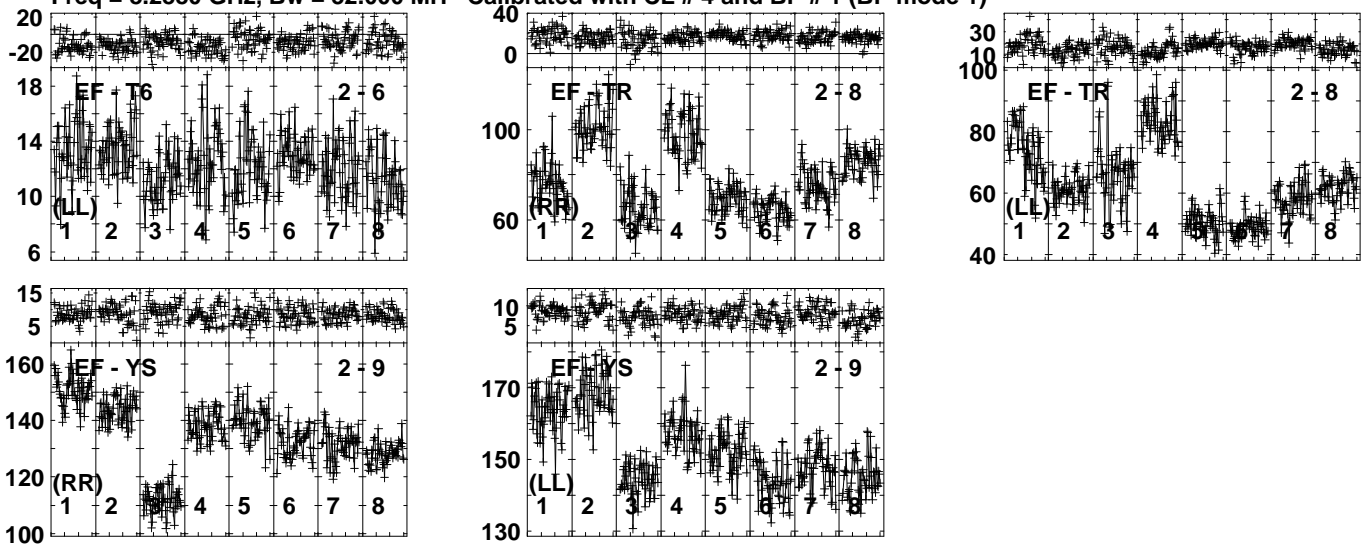 Freq = GHz, Bw = MH Calibrated with CL # 4 and BP # 1 (BP mode 1)
20
-20
18
14
10
6
EF - T6 2 - 6
(LL)
1 2 3 4 5 6 7 8
40
0
100
60
EF - TR 2 - 8
(RR)
1 2 3 4 5 6 7 8
30
10
100
80
60
40
EF - TR 2 - 8
(LL)
1 2 3 4 5 6 7 8
15
5
160
140
120
100
EF - YS 2 - 9
(RR)
1 2 3 4 5 6 7 8
10
5
170
150
130
EF - YS 2 - 9
(LL)
1 2 3 4 5 6 7 8